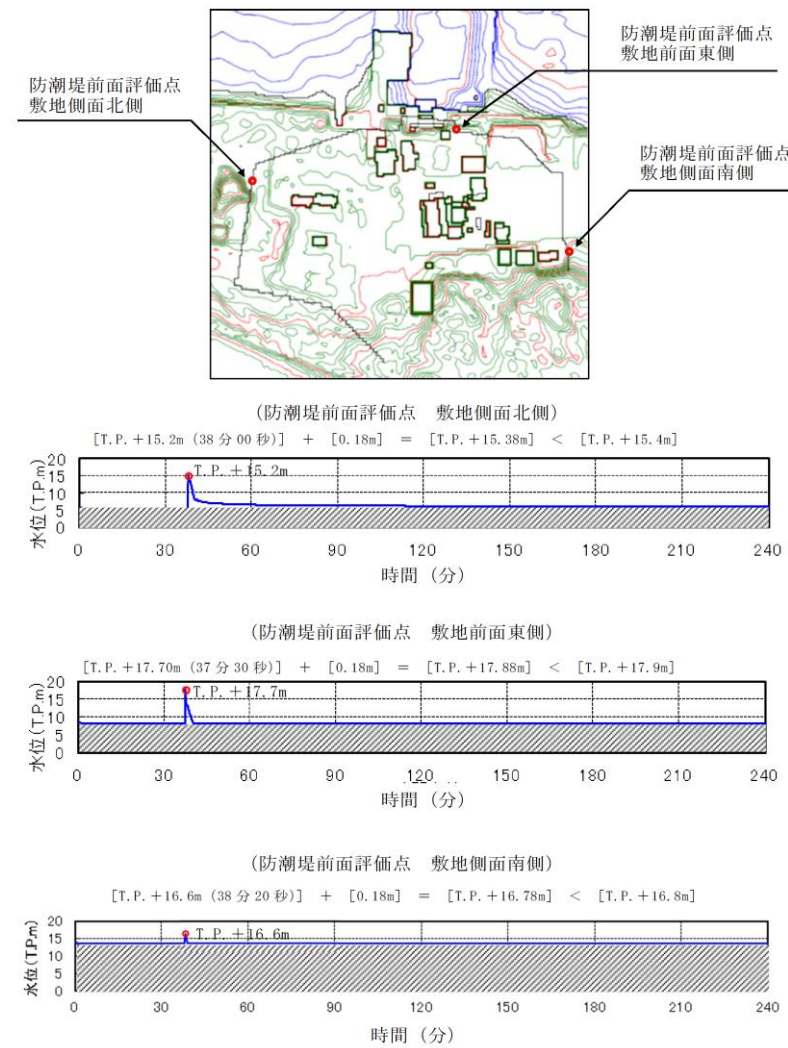 防潮堤前面評価点
敷地前面東側
防潮堤前面評価点
敷地側面北側
防潮堤前面評価点
敷地側面南側
(防潮堤前面評価点 敷地側面北側)
[T.P.+15.2m (38分00秒)] + [0.18m] = [T.P.+15.38m] < [T.P.+15.4m]
水位(T.P.m)
20
15
10
5
0
T.P.+15.2m
0 30 60 90 120 150 180 210 240
時間(分)
(防潮堤前面評価点 敷地前面東側)
[T.P.+17.70m (37分30秒)] + [0.18m] = [T.P.+17.88m] < [T.P.+17.9m]
水位(T.P.m)
20
15
10
5
0
T.P.+17.7m
0 30 60 90 120 150 180 210 240
時間(分)
(防潮堤前面評価点 敷地側面南側)
[T.P.+16.6m (38分20秒)] + [0.18m] = [T.P.+16.78m] < [T.P.+16.8m]
水位(T.P.m)
20
15
10
5
0
T.P.+16.6m
0 30 60 90 120 150 180 210 240
時間(分)